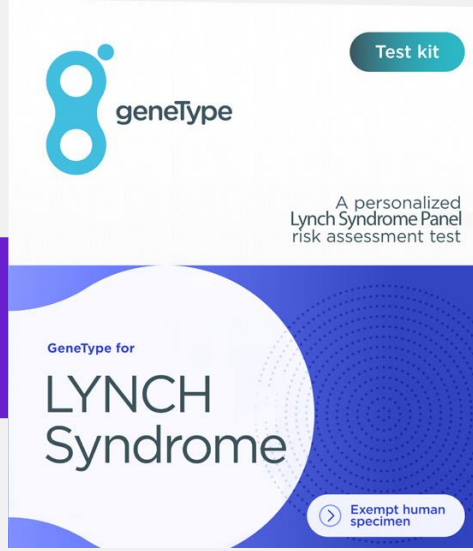 Test kit
geneType
A personalized
Lynch Syndrome Panel
risk assessment test
GeneType for
LYNCH
Syndrome
Exempt human
specimen